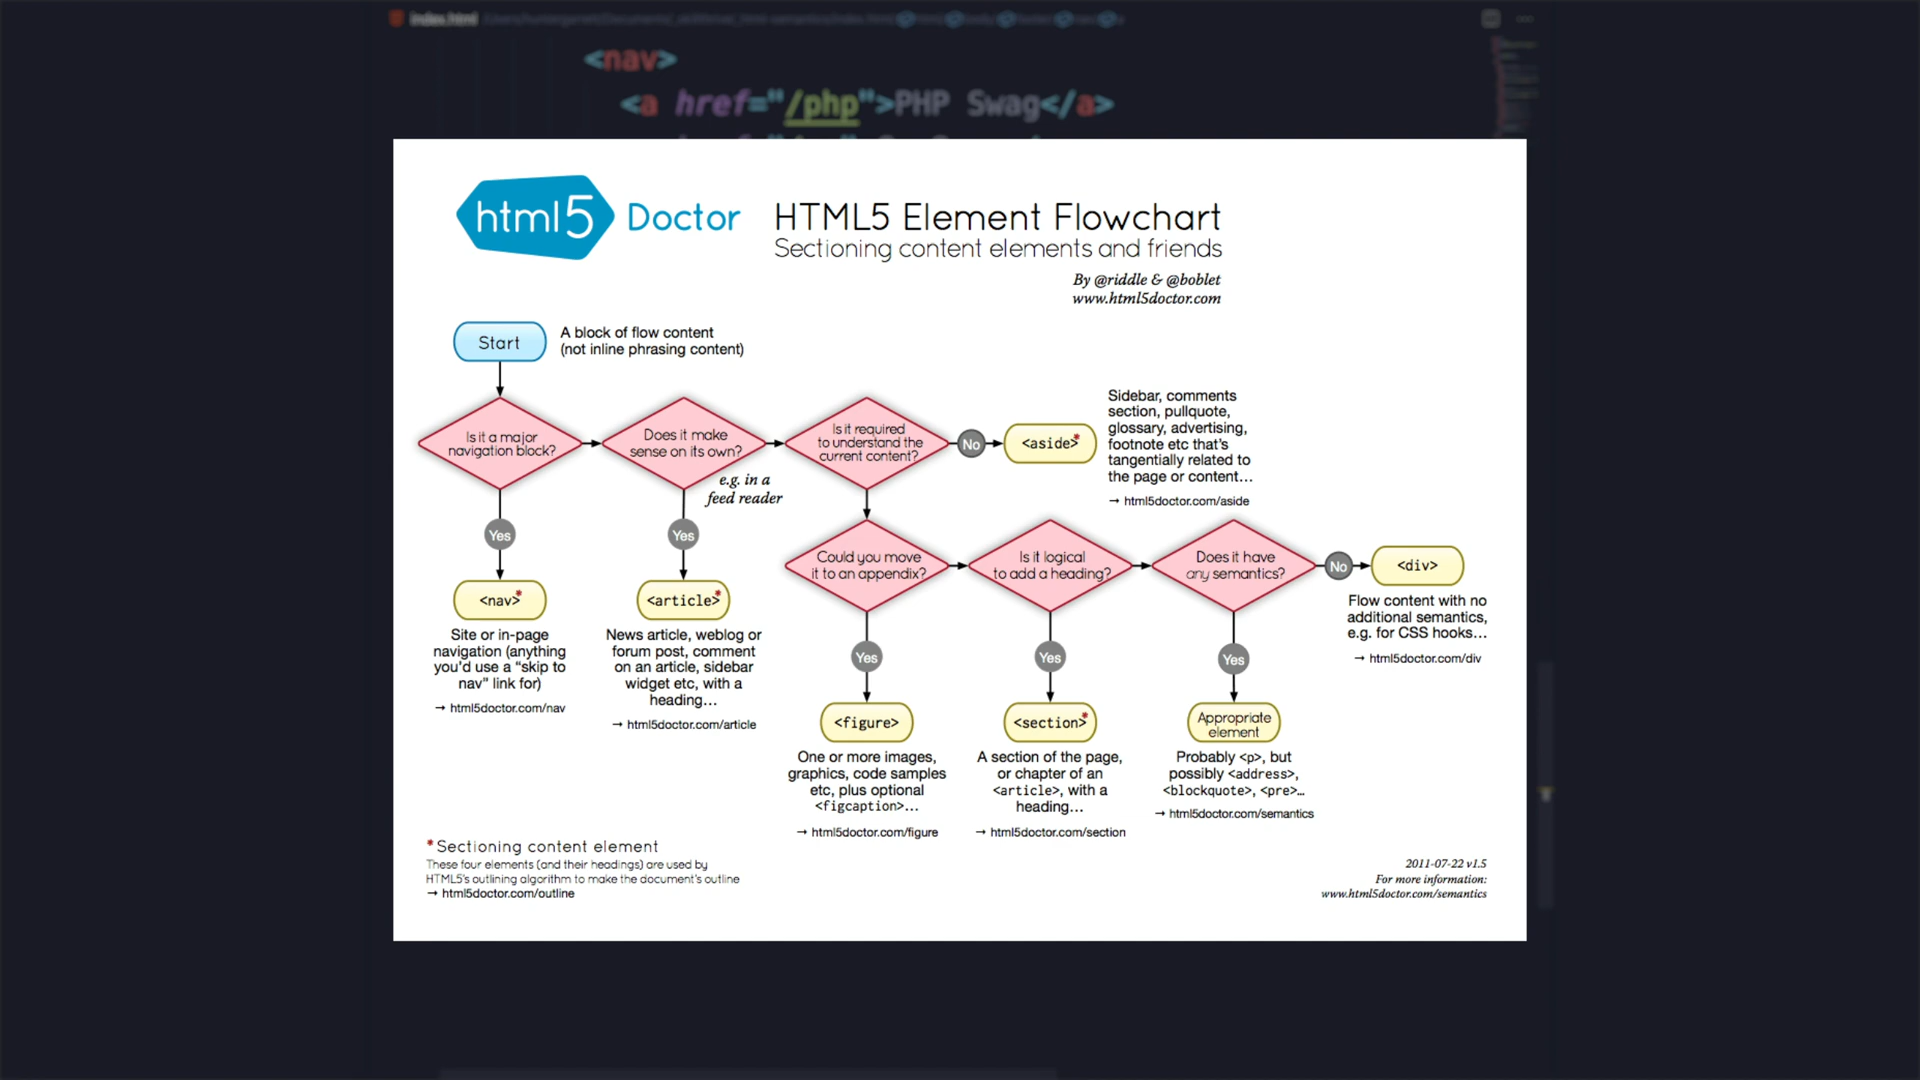 index.html
<nav>
<a href="/php">PHP Swag</a>
html5 Doctor
HTML5 Element Flowchart
Sectioning content elements and friends
By @riddle & @boblet
www.html5doctor.com
Start
A block of flow content
(not inline phrasing content)
Is it a major
navigation block?
Does it make
sense on its own?
e.g. in a
feed reader
Is it required
to understand the
current content?
No
<aside>*
Sidebar, comments
section, pullquote,
glossary, advertising,
footnote etc that's
tangentially related to
the page or content...
→ html5doctor.com/aside
Yes
<nav>*
Site or in-page
navigation (anything
you'd use a “skip to
nav” link for)
→ html5doctor.com/nav
Yes
<article>*
News article, weblog or
forum post, comment
on an article, sidebar
widget etc, with a
heading...
→ html5doctor.com/article
Could you move
it to an appendix?
Is it logical
to add a heading?
Does it have
any semantics?
No
<div>
Flow content with no
additional semantics,
e.g. for CSS hooks...
→ html5doctor.com/div
Yes
<figure>
One or more images,
graphics, code samples
etc, plus optional
<figcaption>...
→ html5doctor.com/figure
Yes
<section>*
A section of the page,
or chapter of an
<article>, with a
heading...
→ html5doctor.com/section
Yes
Appropriate
element
Probably <p>, but
possibly <address>,
<blockquote>, <pre>...
→ html5doctor.com/semantics
* Sectioning content element
These four elements (and their headings) are used by
HTML5's outlining algorithm to make the document's outline
→ html5doctor.com/outline
2011-07-22 v1.5
For more information:
www.html5doctor.com/semantics